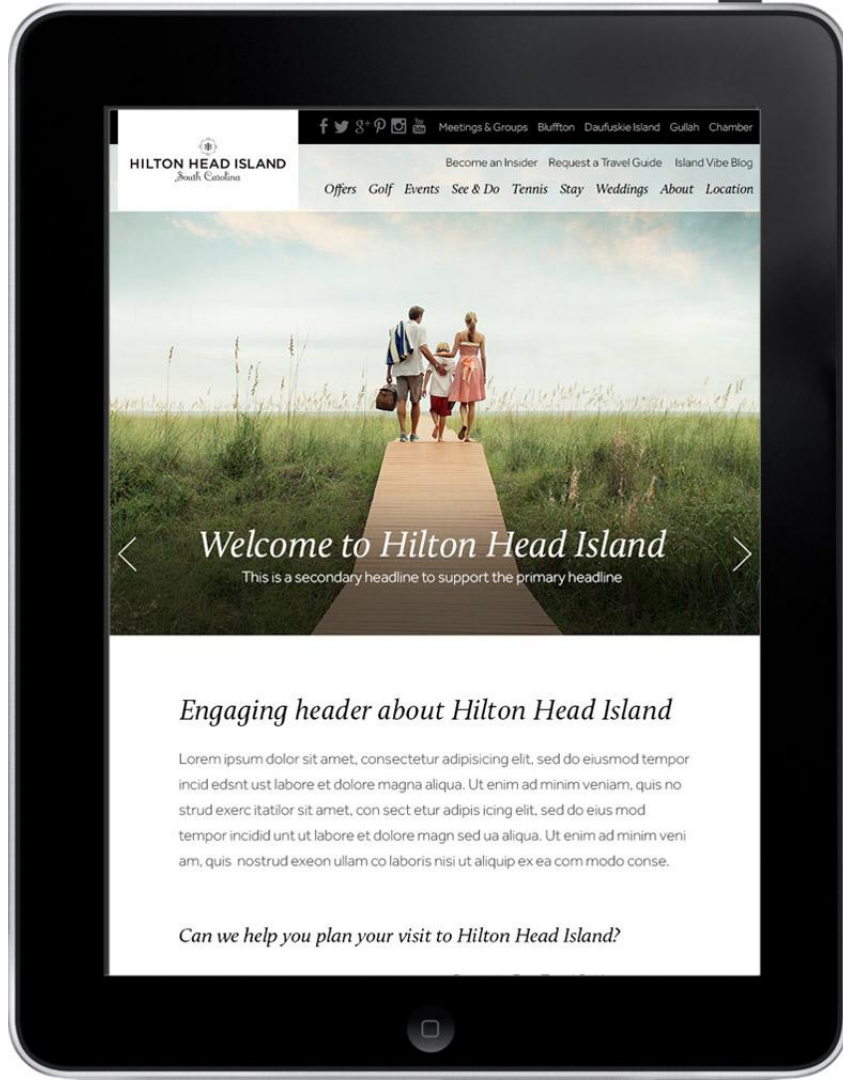 Meetings & Groups Bluffton Daufuskie Island Gullah Chamber
HILTON HEAD ISLAND
South Carolina
Become an Insider Request a Travel Guide Island Vibe Blog
Offers Golf Events See & Do Tennis Stay Weddings About Location
Welcome to Hilton Head Island
This is a secondary headline to support the primary headline
Engaging header about Hilton Head Island
Lorem ipsum dolor sit amet, consectetur adipisicing elit, sed do eiusmod tempor
incid edsnt ust labore et dolore magna aliqua. Ut enim ad minim veniam, quis no
strud exerc itatilor sit amet, con sect etur adipis icing elit, sed do eius mod
tempor incidid unt ut labore et dolore magn sed ua aliqua. Ut enim ad minim veni
am, quis nostrud exeon ullam co laboris nisi ut aliquip ex ea com modo conse.
Can we help you plan your visit to Hilton Head Island?